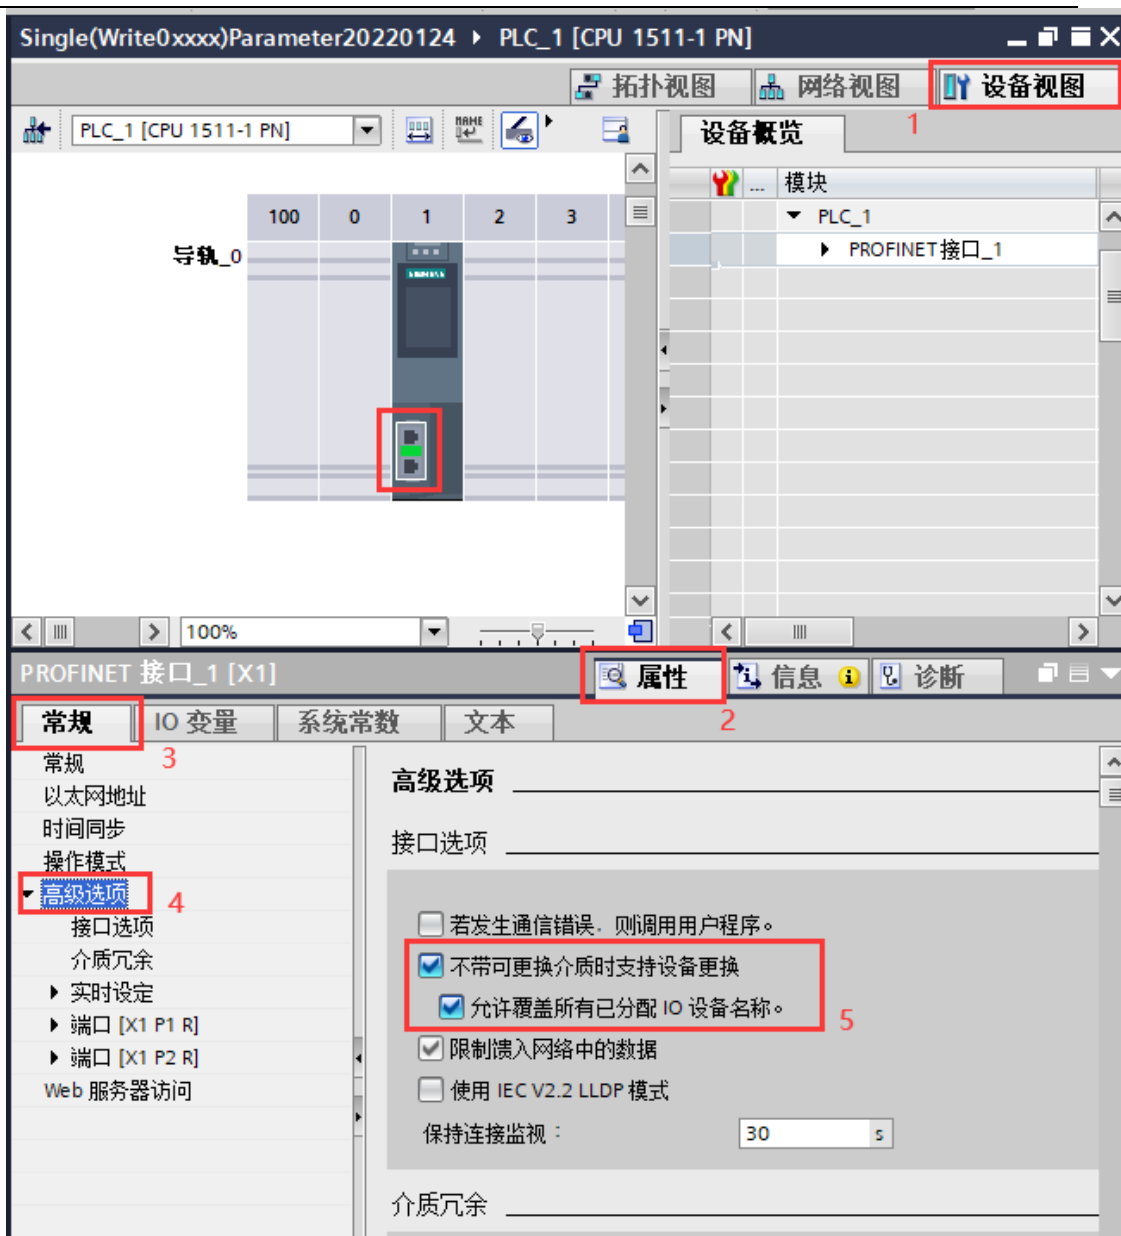 Single(Write0xxxx)Parameter20220124 ▸ PLC_1 [CPU 1511-1 PN]
拓扑视图 网络视图 设备视图
1
PLC_1 [CPU 1511-1 PN]
设备概览
... 模块
100 0 1 2 3
PLC_1
导轨_0
PROFINET接口_1
SIEMENS
100%
PROFINET 接口_1 [X1]
属性 信息 诊断
2
常规 IO 变量 系统常数 文本
3
常规
以太网地址
时间同步
操作模式
高级选项
4
接口选项
介质冗余
实时设定
端口 [X1 P1 R]
端口 [X1 P2 R]
Web 服务器访问
高级选项
接口选项
若发生通信错误，则调用用户程序。
不带可更换介质时支持设备更换
允许覆盖所有已分配 IO 设备名称。
5
限制馈入网络中的数据
使用 IEC V2.2 LLDP 模式
保持连接监视： 30 s
介质冗余